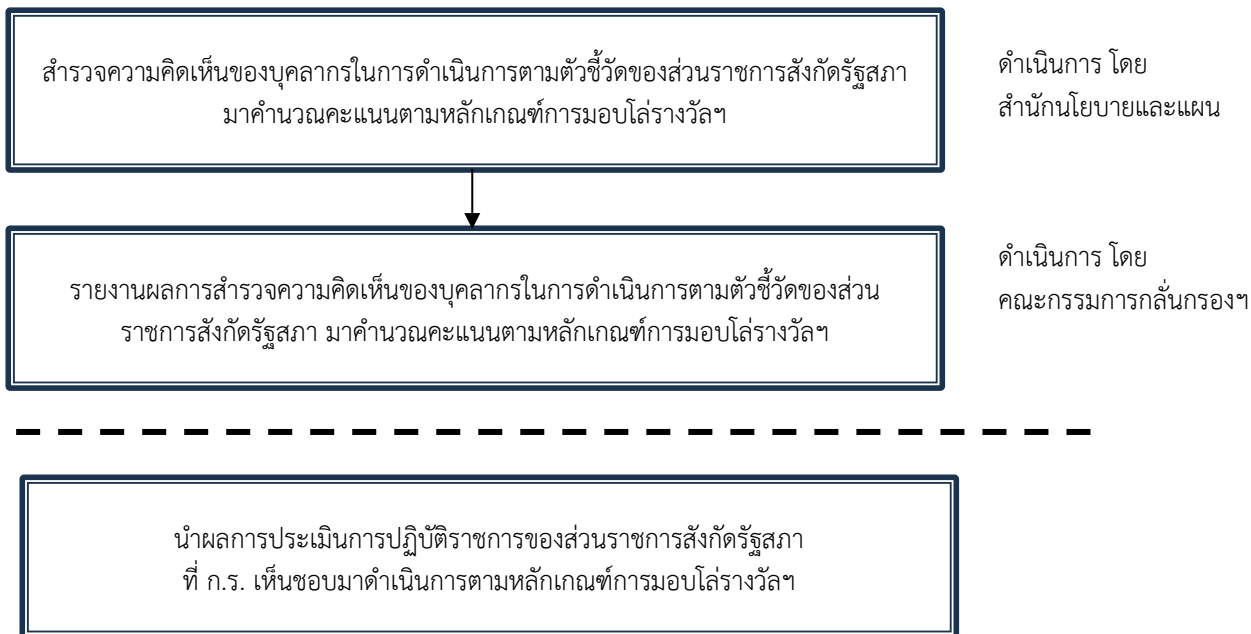 สำรวจความคิดเห็นของบุคลากรในการดำเนินการตามตัวชี้วัดของส่วนราชการสังกัดรัฐสภา
มาคำนวณคะแนนตามหลักเกณฑ์การมอบโล่รางวัลฯ
ดำเนินการ โดย
สำนักนโยบายและแผน
รายงานผลการสำรวจความคิดเห็นของบุคลากรในการดำเนินการตามตัวชี้วัดของส่วน
ราชการสังกัดรัฐสภา มาคำนวณคะแนนตามหลักเกณฑ์การมอบโล่รางวัลฯ
ดำเนินการ โดย
คณะกรรมการกลั่นกรองฯ
นำผลการประเมินการปฏิบัติราชการของส่วนราชการสังกัดรัฐสภา
ที่ ก.ร. เห็นชอบมาดำเนินการตามหลักเกณฑ์การมอบโล่รางวัลฯ